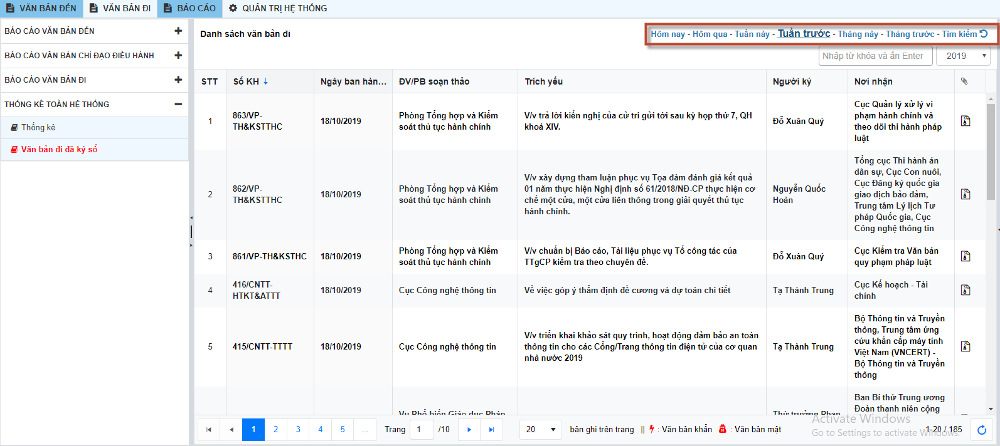 VĂN BẢN ĐẾN VĂN BẢN ĐI BÁO CÁO QUẢN TRỊ HỆ THỐNG
BÁO CÁO VĂN BẢN ĐẾN
BÁO CÁO VĂN BẢN CHỈ ĐẠO ĐIỀU HÀNH
BÁO CÁO VĂN BẢN ĐI
THỐNG KÊ TOÀN HỆ THỐNG
Thống kê
Văn bản đi đã ký số
Danh sách văn bản đi
Hôm nay - Hôm qua - Tuần này - Tuần trước - Tháng này - Tháng trước - Tìm kiếm
Nhập từ khóa và ấn Enter 2019
STT Số KH Ngày ban hàn... ĐV/PB soạn thảo Trích yếu Người ký Nơi nhận
1
863/VP-
TH&KSTTHC
18/10/2019
Phòng Tổng hợp và Kiểm
soát thủ tục hành chính
V/v trả lời kiến nghị của cử tri gửi tới sau kỳ họp thứ 7, QH
khoá XIV.
Đỗ Xuân Quý
Cục Quản lý xử lý vi
phạm hành chính và
theo dõi thi hành pháp
luật
2
862/VP-
TH&KSTTHC
18/10/2019
Phòng Tổng hợp và Kiểm
soát thủ tục hành chính
V/v xây dựng tham luận phục vụ Tọa đàm đánh giá kết quả
01 năm thực hiện Nghị định số 61/2018/NĐ-CP thực hiện cơ
chế một cửa, một cửa liên thông trong giải quyết thủ tục
hành chính.
Nguyễn Quốc
Hoàn
Tổng cục Thi hành án
dân sự, Cục Con nuôi,
Cục Đăng ký quốc gia
giao dịch bảo đảm,
Trung tâm Lý lịch Tư
pháp Quốc gia, Cục
Công nghệ thông tin
3
861/VP-TH&KSTHC
18/10/2019
Phòng Tổng hợp và Kiểm
soát thủ tục hành chính
V/v chuẩn bị Báo cáo, Tài liệu phục vụ Tổ công tác của
TTgCP kiểm tra theo chuyên đề.
Đỗ Xuân Quý
Cục Kiểm tra Văn bản
quy phạm pháp luật
4
416/CNTT-
HTKT&ATTT
18/10/2019
Cục Công nghệ thông tin
Về việc góp ý thẩm định đề cương và dự toán chi tiết
Tạ Thành Trung
Cục Kế hoạch - Tài
chính
5
415/CNTT-TTTT
18/10/2019
Cục Công nghệ thông tin
V/v triển khai khảo sát quy trình, hoạt động đảm bảo an toàn
thông tin cho các Cổng/Trang thông tin điện tử của cơ quan
nhà nước 2019
Tạ Thành Trung
Bộ Thông tin và Truyền
thông, Trung tâm ứng
cứu khẩn cấp máy tính
Việt Nam (VNCERT) -
Bộ Thông tin và Truyền
thông
Vụ Phổ biến Giáo dục Pháp
Thứ trưởng Phan
Ban Bí thư Trung ương
Đoàn thanh niên cộng
1 2 3 4 5 ... Trang 1 /10 20 bản ghi trên trang || : Văn bản khẩn : Văn bản mật 1-20 / 185
Activate Windows
Go to Settings to activate Windows.